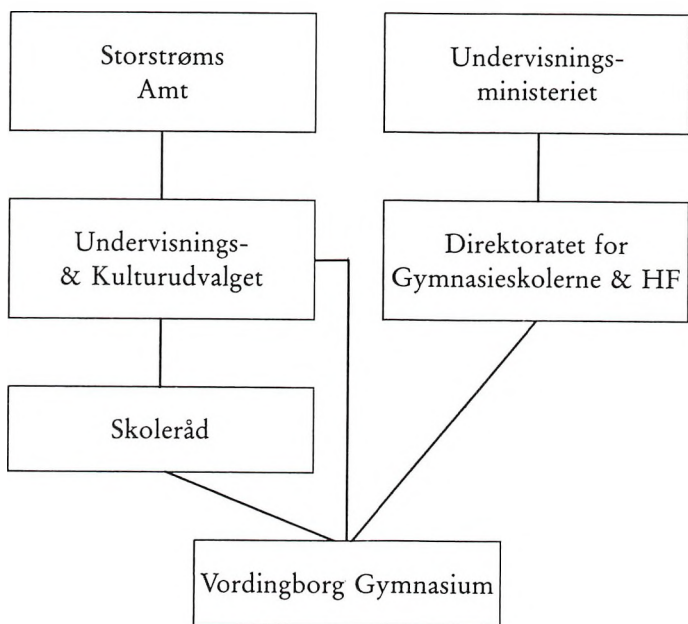 Storstrøms
Amt
Undervisnings-
ministeriet
Undervisnings-
& Kulturudvalget
Direktoratet for
Gymnasieskolerne & HF
Skoleråd
Vordingborg Gymnasium